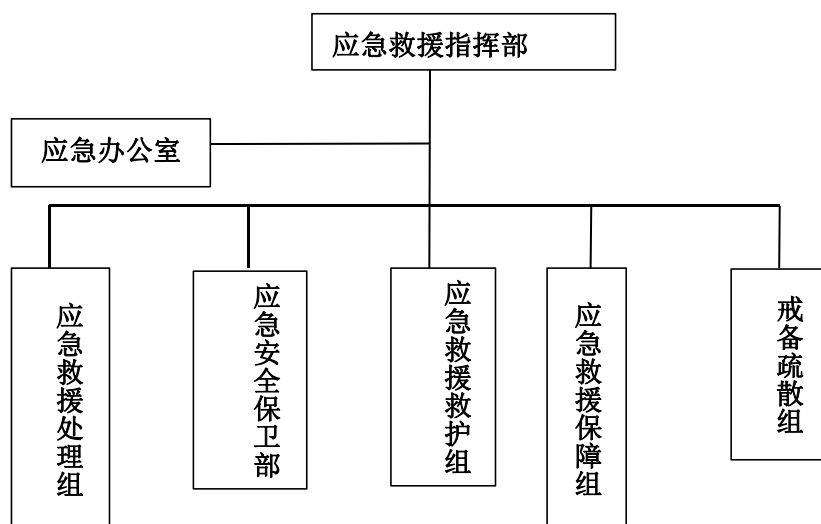 应急救援指挥部
应急办公室
应急救援处理组
应急安全保卫部
应急救援救护组
应急救援保障组
戒备疏散组